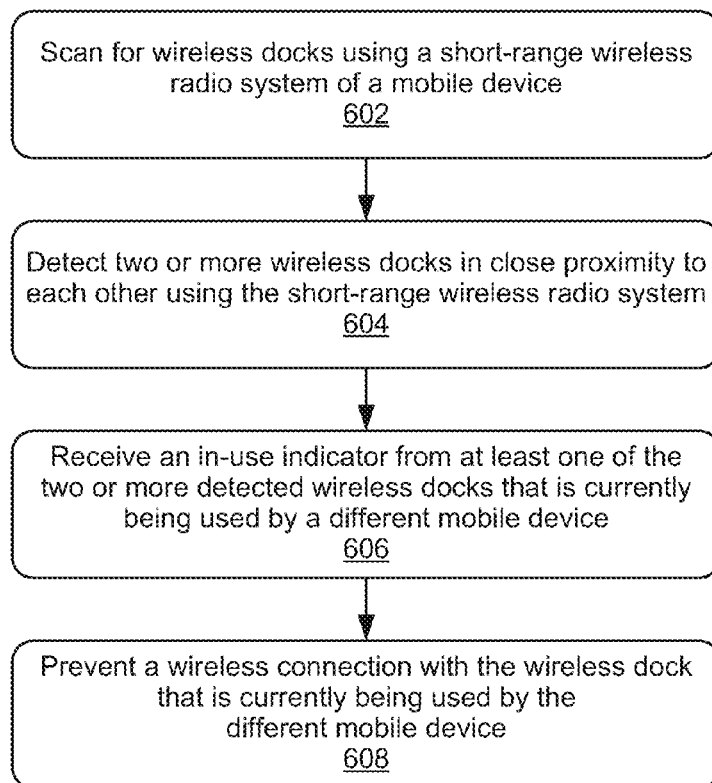 Scan for wireless docks using a short-range wireless
radio system of a mobile device
602
Detect two or more wireless docks in close proximity to
each other using the short-range wireless radio system
604
Receive an in-use indicator from at least one of the
two or more detected wireless docks that is currently
being used by a different mobile device
606
Prevent a wireless connection with the wireless dock
that is currently being used by the
different mobile device
608